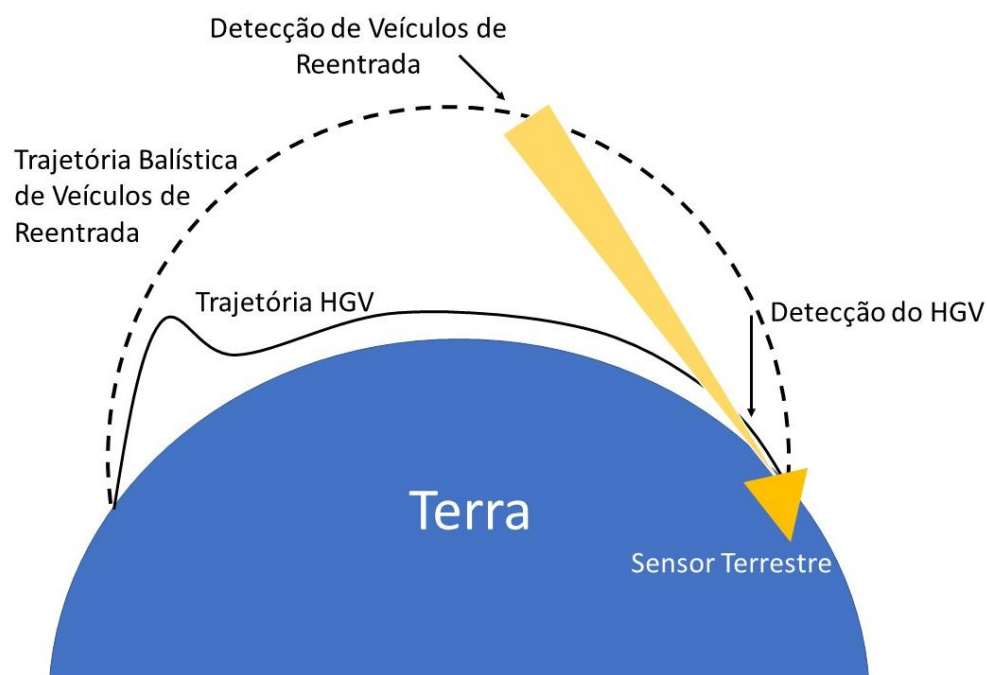 Detecção de Veículos de
Reentrada
Trajetória Balística
de Veículos de
Reentrada
Trajetória HGV
Detecção do HGV
Terra
Sensor Terrestre